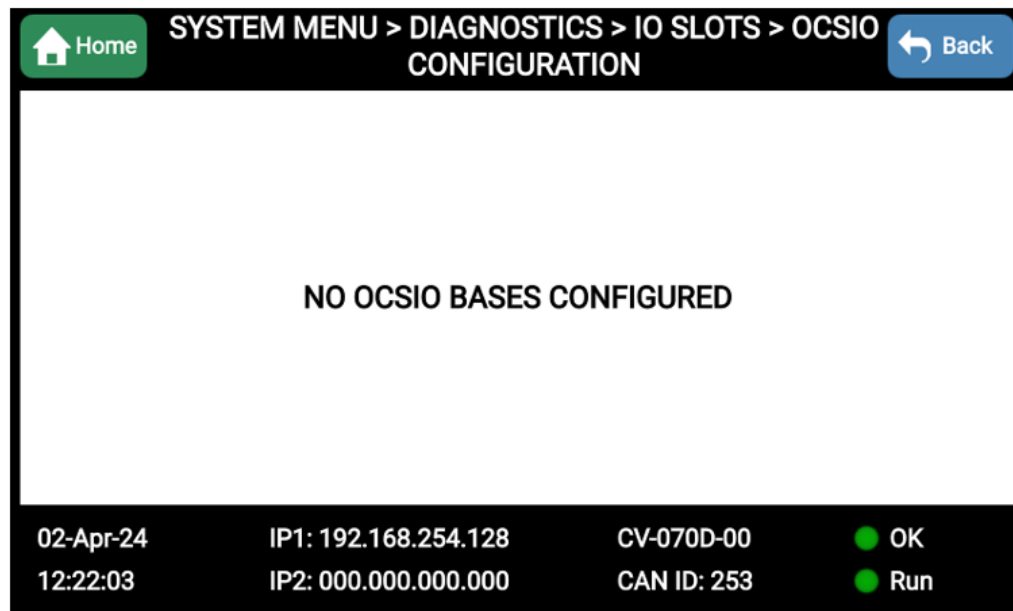 Home
SYSTEM MENU > DIAGNOSTICS > IO SLOTS > OCSIO
CONFIGURATION
Back
NO OCSIO BASES CONFIGURED
02-Apr-24
IP1: 192.168.254.128
CV-070D-00
OK
12:22:03
IP2: 000.000.000.000
CAN ID: 253
Run